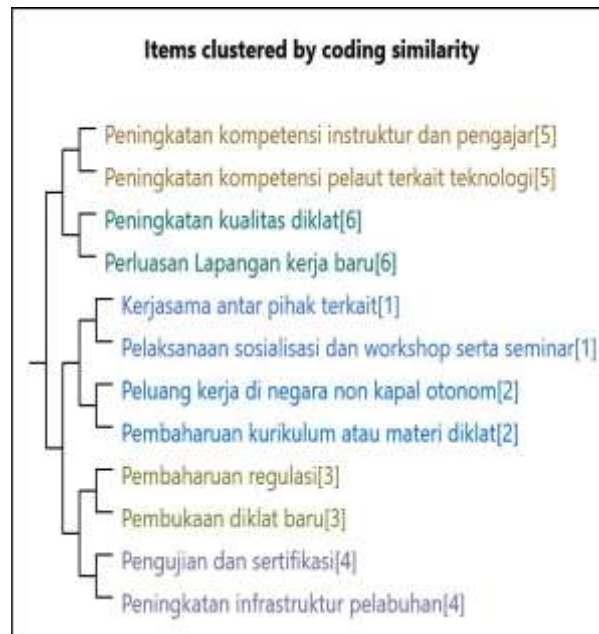 Items clustered by coding similarity
Peningkatan kompetensi instruktur dan pengajar[5]
Peningkatan kompetensi pelaut terkait teknologi[5]
Peningkatan kualitas diklat[6]
Perluasan Lapangan kerja baru[6]
Kerjasama antar pihak terkait[1]
Pelaksanaan sosialisasi dan workshop serta seminar[1]
Peluang kerja di negara non kapal otonom[2]
Pembaharuan kurikulum atau materi diklat[2]
Pembaharuan regulasi[3]
Pembukaan diklat baru[3]
Pengujian dan sertifikasi[4]
Peningkatan infrastruktur pelabuhan[4]